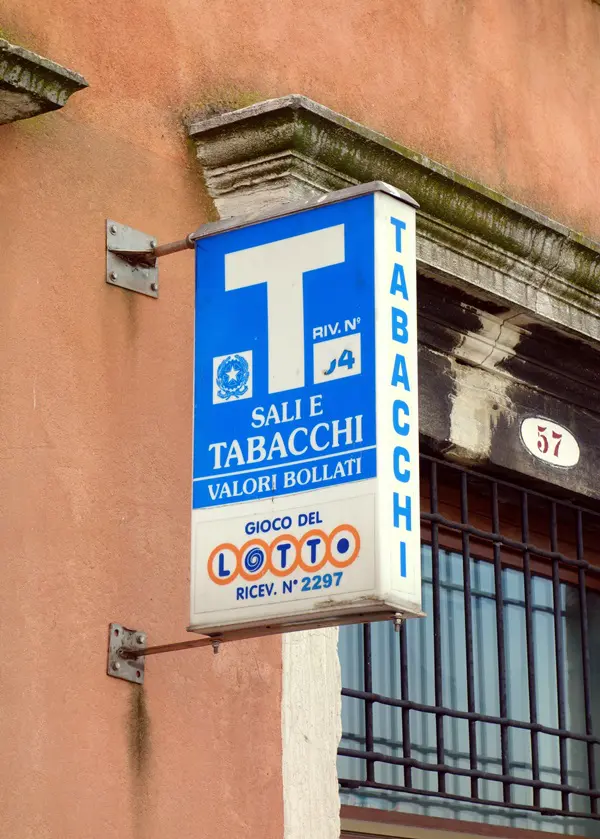 T
RIV. N°
SALI E
TABACCHI
VALORI BOLLATI
GIOCO DEL
LOTTO
RICEV. N° 2297
TABACCHI
57